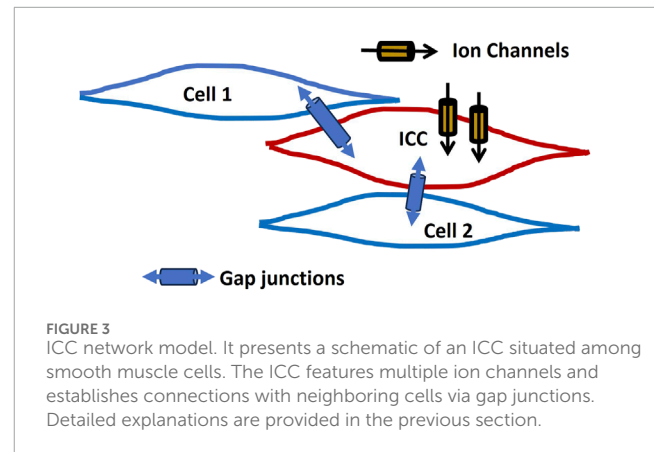 Ion Channels
Cell 1
ICC
Cell 2
Gap junctions
FIGURE 3
ICC network model. It presents a schematic of an ICC situated among
smooth muscle cells. The ICC features multiple ion channels and
establishes connections with neighboring cells via gap junctions.
Detailed explanations are provided in the previous section.